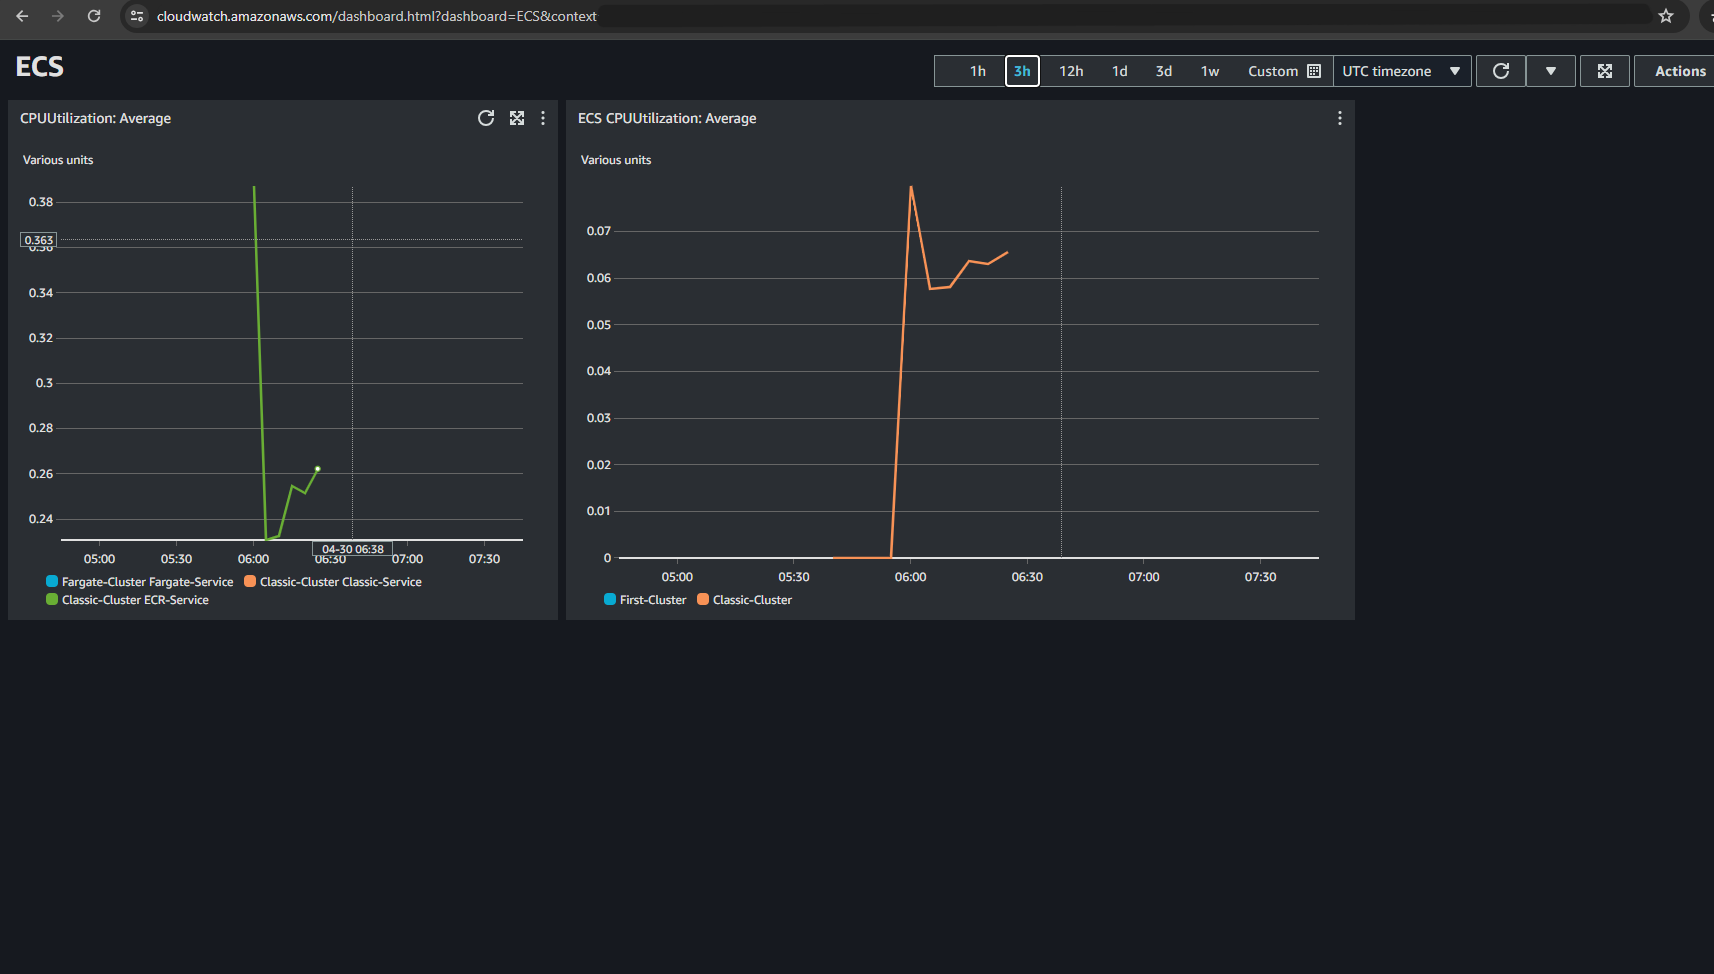 cloudwatch.amazonaws.com/dashboard.html?dashboard=ECS&context
ECS
1h 3h 12h 1d 3d 1w Custom UTC timezone Actions
CPUUtilization: Average
Various units
0.38
0.363
0.36
0.34
0.32
0.3
0.28
0.26
0.24
04-30 06:38
05:00 05:30 06:00 06:30 07:00 07:30
Fargate-Cluster Fargate-Service Classic-Cluster Classic-Service
Classic-Cluster ECR-Service
ECS CPUUtilization: Average
Various units
0.07
0.06
0.05
0.04
0.03
0.02
0.01
0
05:00 05:30 06:00 06:30 07:00 07:30
First-Cluster Classic-Cluster